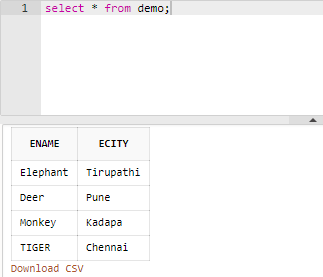 1 select * from demo;
ENAME ECITY
Elephant Tirupathi
Deer Pune
Monkey Kadapa
TIGER Chennai
Download CSV